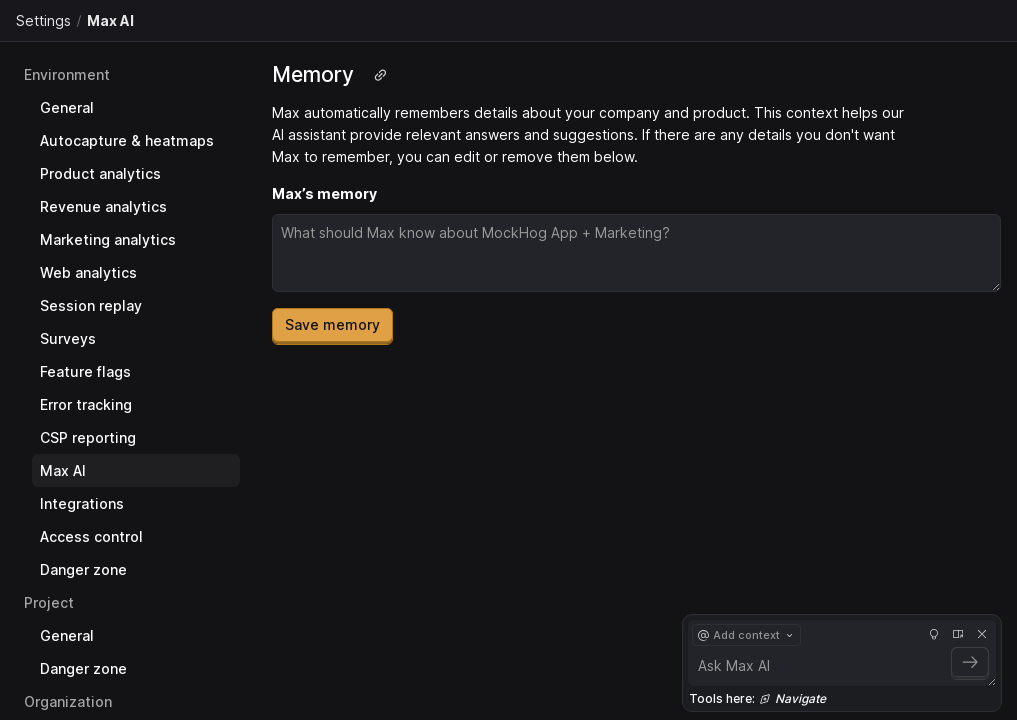 Settings / Max AI
Environment
General
Autocapture & heatmaps
Product analytics
Revenue analytics
Marketing analytics
Web analytics
Session replay
Surveys
Feature flags
Error tracking
CSP reporting
Max AI
Integrations
Access control
Danger zone
Project
General
Danger zone
Organization
Memory
Max automatically remembers details about your company and product. This context helps our
AI assistant provide relevant answers and suggestions. If there are any details you don't want
Max to remember, you can edit or remove them below.
Max’s memory
What should Max know about MockHog App + Marketing?
Save memory
@ Add context
Ask Max AI
Tools here: Navigate